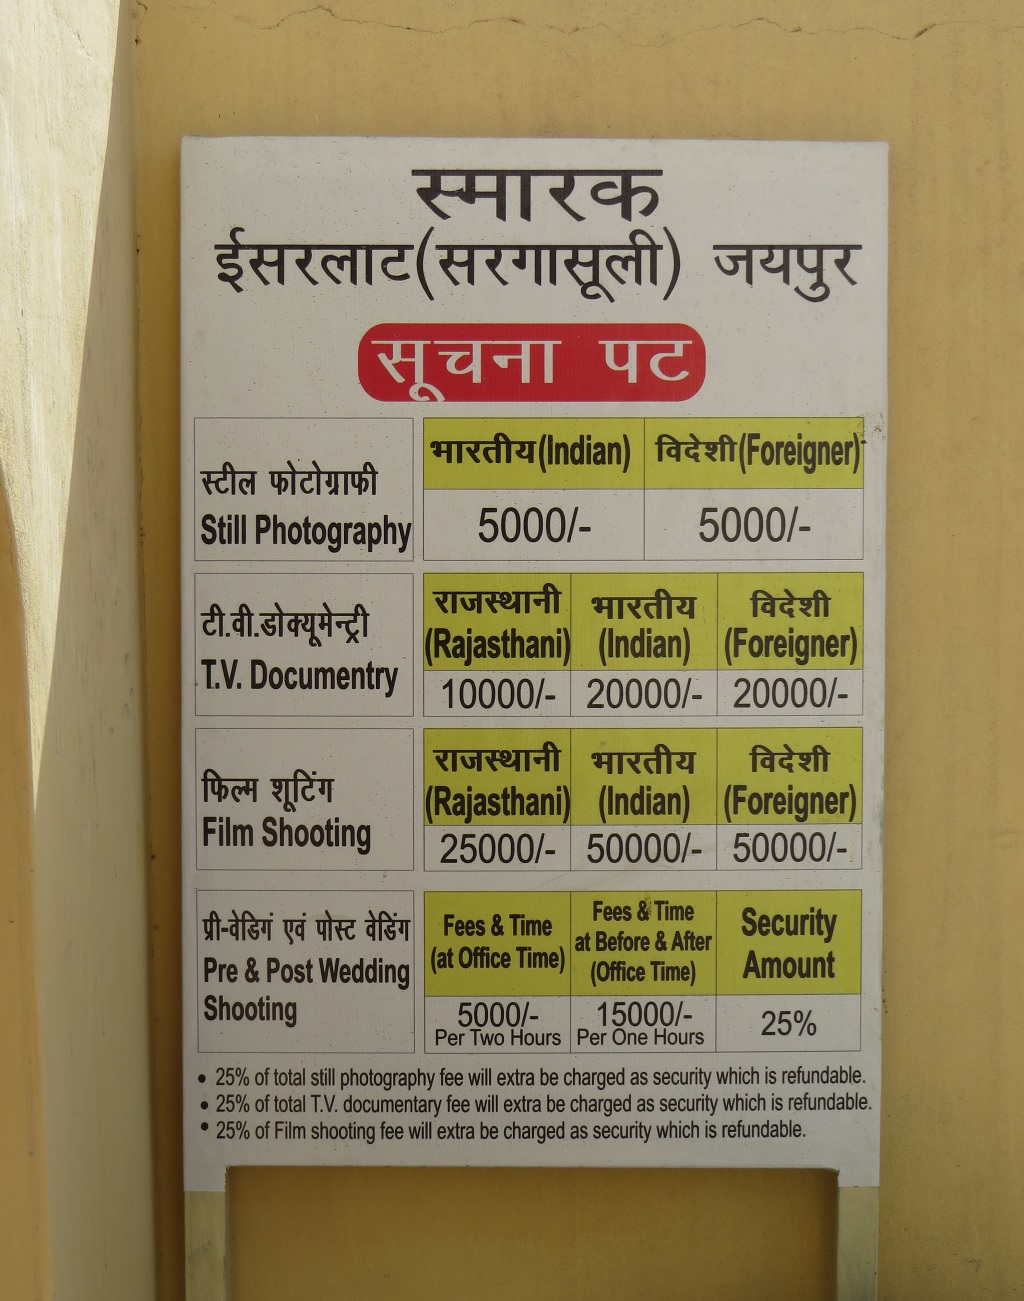 स्मारक
ईसरलाट(सरगासूली) जयपुर
सूचना पट
स्टील फोटोग्राफी
Still Photography
भारतीय(Indian) विदेशी(Foreigner)
5000/- 5000/-
टी.वी.डोक्यूमेन्ट्री
T.V. Documentry
राजस्थानी भारतीय विदेशी
(Rajasthani) (Indian) (Foreigner)
10000/- 20000/- 20000/-
फिल्म शूटिंग
Film Shooting
राजस्थानी भारतीय विदेशी
(Rajasthani) (Indian) (Foreigner)
25000/- 50000/- 50000/-
प्री-वेडिगं एवं पोस्ट वेडिंग
Pre & Post Wedding
Shooting
Fees & Time
(at Office Time)
Fees & Time
at Before & After
(Office Time)
Security
Amount
5000/-
Per Two Hours
15000/-
Per One Hours
25%
• 25% of total still photography fee will extra be charged as security which is refundable.
• 25% of total T.V. documentary fee will extra be charged as security which is refundable.
• 25% of Film shooting fee will extra be charged as security which is refundable.